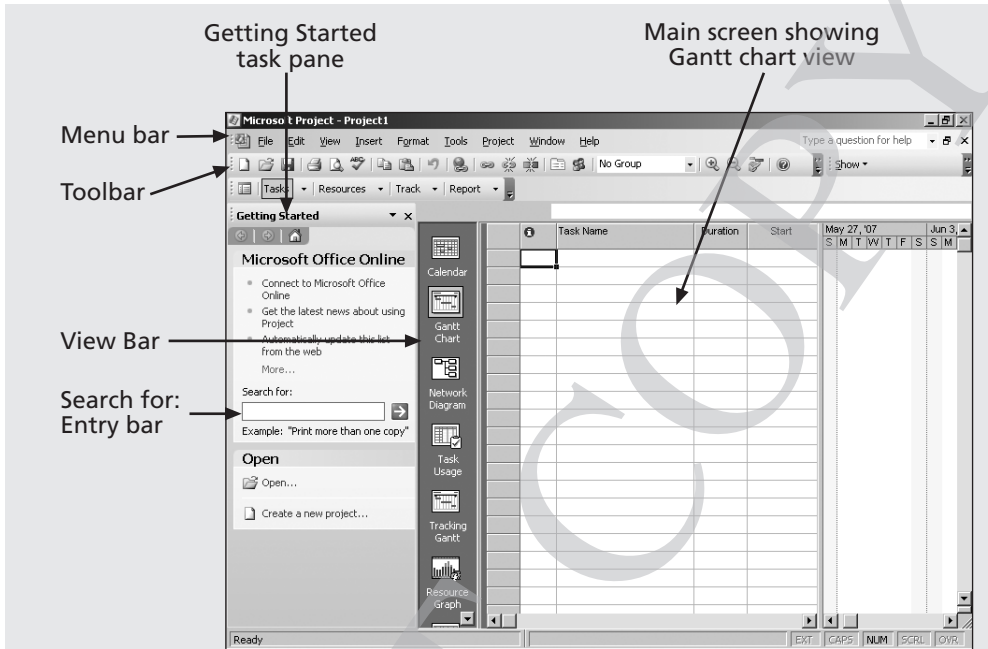 Getting Started
task pane
Main screen showing
Gantt chart view
Menu bar
Toolbar
View Bar
Search for:
Entry bar
Microsoft Project - Project1
File Edit View Insert Format Tools Project Window Help
Type a question for help
No Group
Show
Tasks Resources Track Report
Getting Started
Microsoft Office Online
Connect to Microsoft Office
Online
Get the latest news about using
Project
Automatically update this list
from the web
More...
Search for:
Example: "Print more than one copy"
Open
Open...
Create a new project...
Calendar
Gantt
Chart
Network
Diagram
Task
Usage
Tracking
Gantt
Resource
Graph
Task Name Duration Start
May 27, '07 Jun 3,
S M T W T F S S M
Ready
EXT CAPS NUM SCRL OVR
COPY